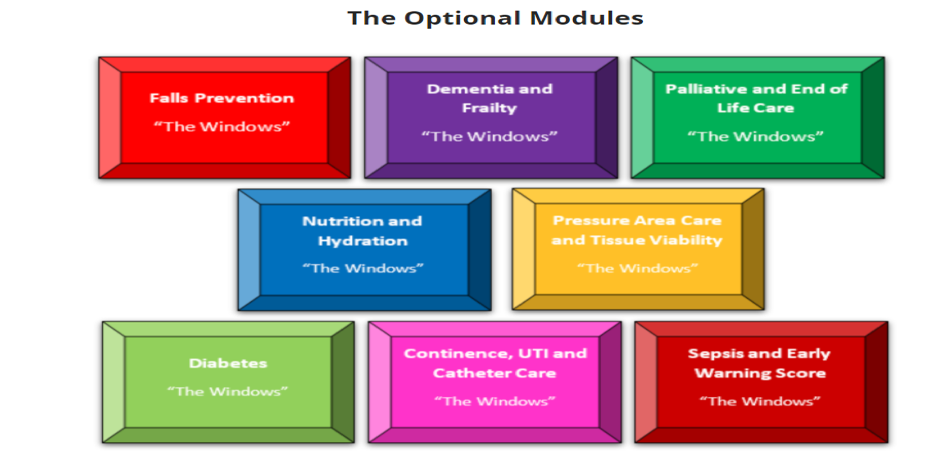 The Optional Modules
Falls Prevention
“The Windows”
Dementia and
Frailty
“The Windows”
Palliative and End of
Life Care
“The Windows”
Nutrition and
Hydration
“The Windows”
Pressure Area Care
and Tissue Viability
“The Windows”
Diabetes
“The Windows”
Continence, UTI and
Catheter Care
“The Windows”
Sepsis and Early
Warning Score
“The Windows”